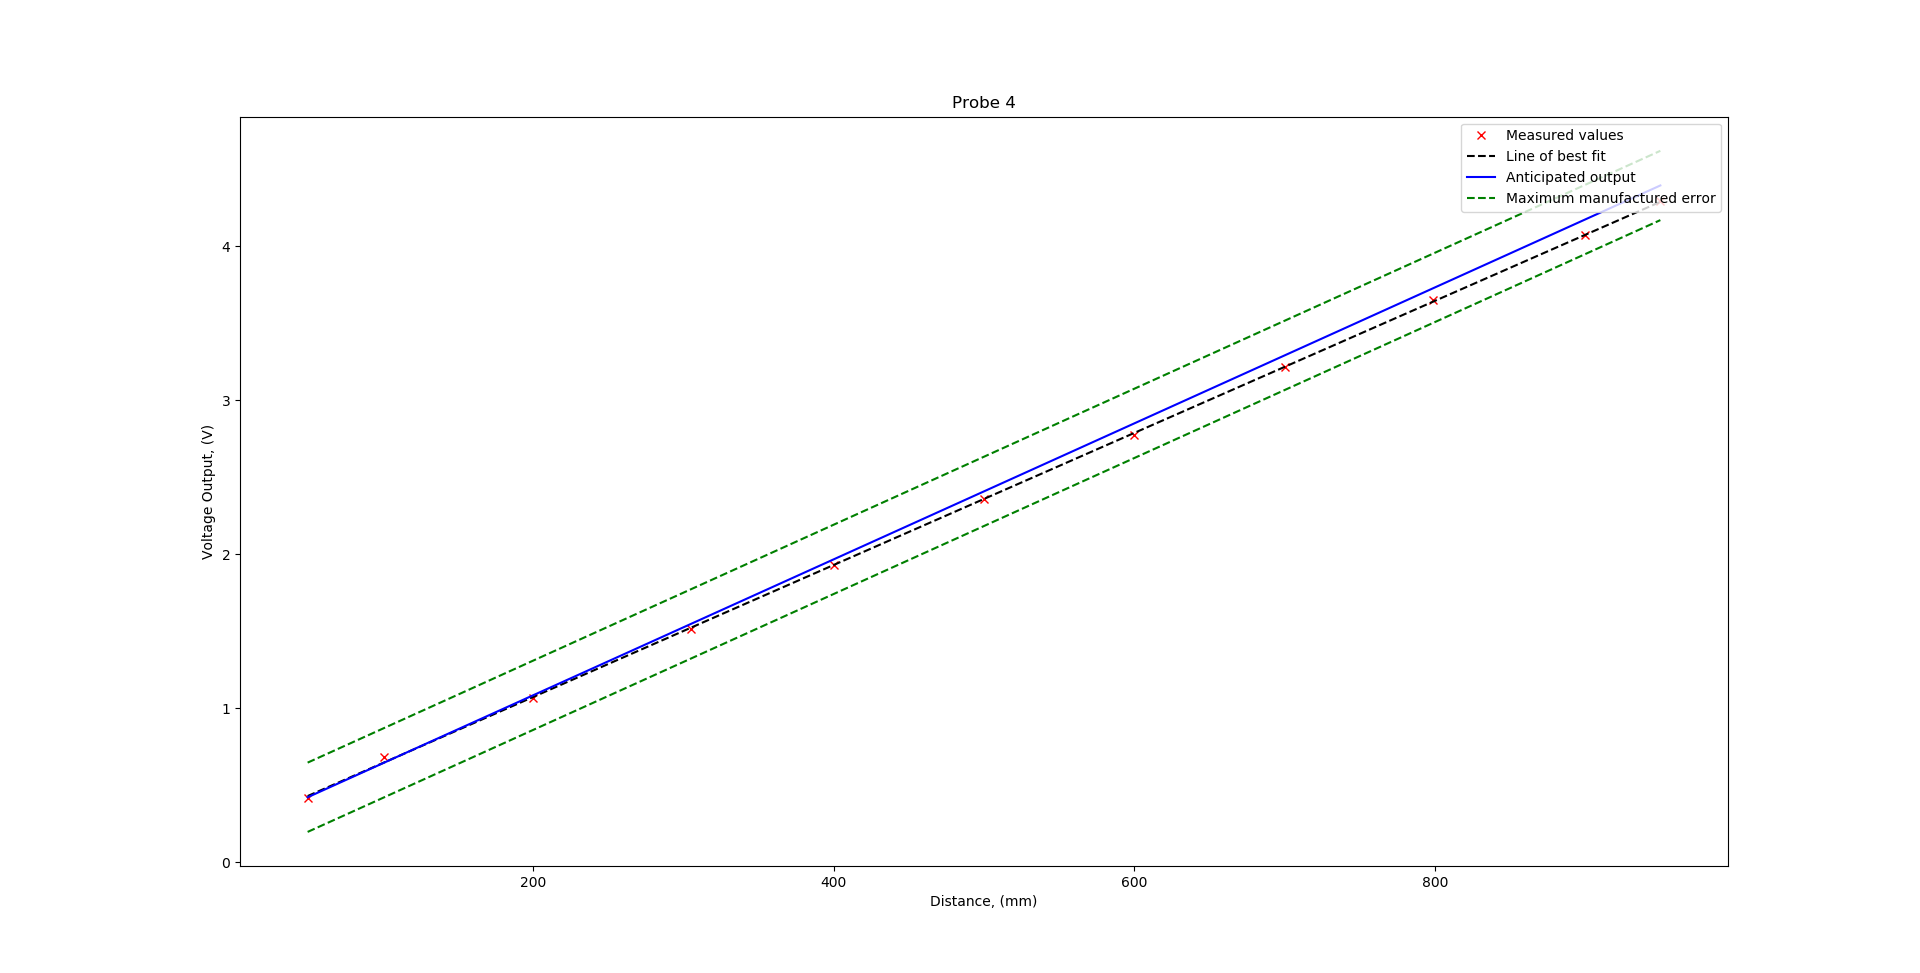 Probe 4
Measured values
Line of best fit
Anticipated output
Maximum manufactured error
4
3
2
1
0
Voltage Output, (V)
200 400 600 800
Distance, (mm)